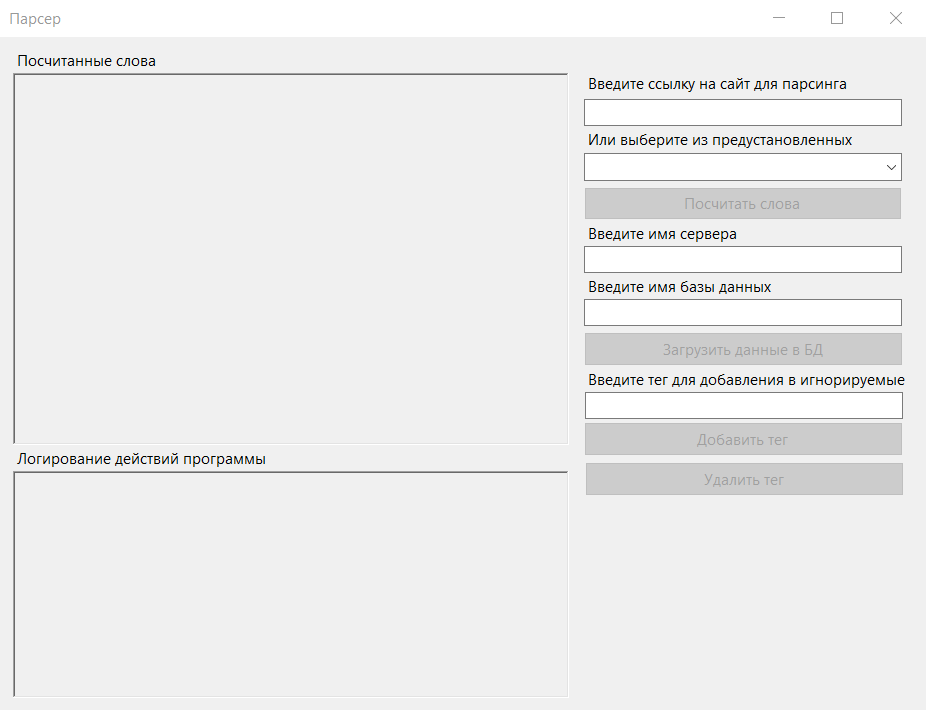 Парсер
Посчитанные слова
Введите ссылку на сайт для парсинга
Или выберите из предустановленных
Посчитать слова
Введите имя сервера
Введите имя базы данных
Загрузить данные в БД
Введите тег для добавления в игнорируемые
Добавить тег
Удалить тег
Логирование действий программы